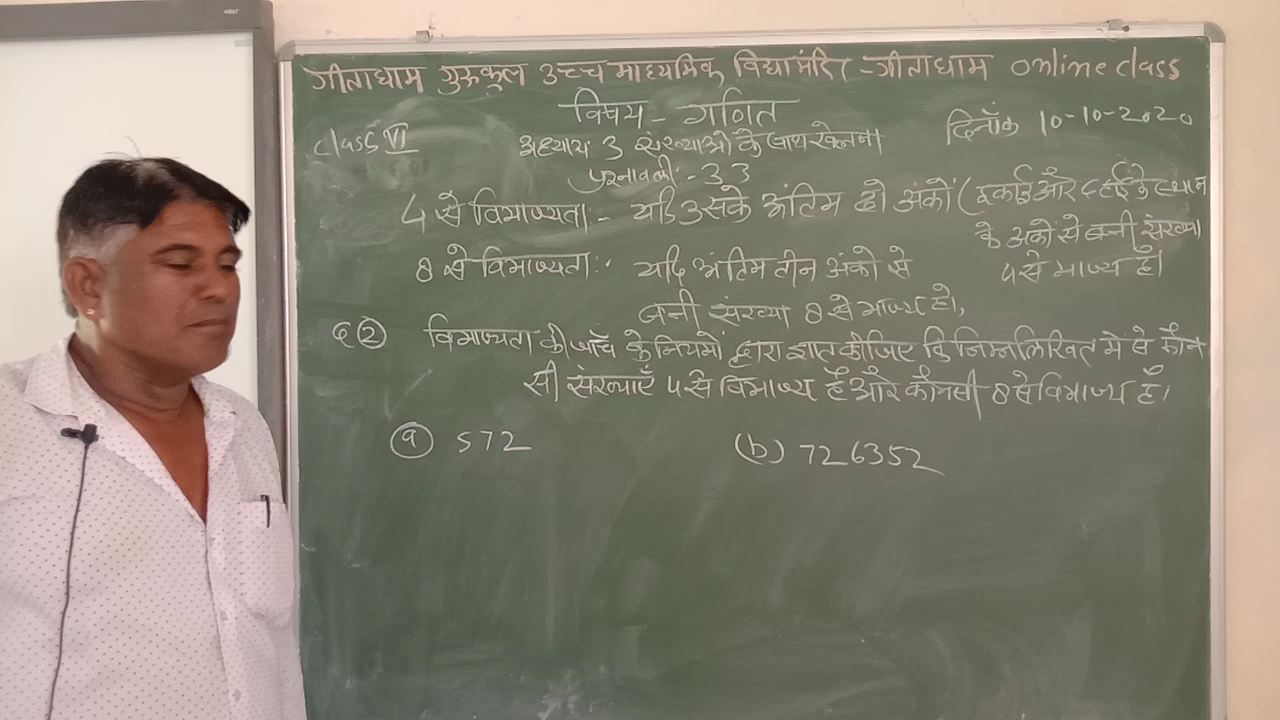 गीताधाम गुरुकुल उच्च माध्यमिक विद्या मंदिर - गीताधाम online class
विषय - गणित
class VI
दिनाँक 10-10-2020
अध्याय 3 संख्याओ के साथ खेलना
प्रश्नावली:- 3.3
4 से विभाज्यता - यदि उसके अंतिम दो अंकों (इकाई और दहाई के स्थान
के अंको से बनी संख्या
4 से भाज्य हो।
8 से विभाज्यता:- यदि अंतिम तीन अंको से
बनी संख्या 8 से भाज्य हो,
② विभाज्यता की जाँच के नियमों द्वारा ज्ञात कीजिए कि निम्नलिखित मे से कौन
सी संख्याएँ 4 से विभाज्य हैं और कौनसी 8 से विभाज्य हैं।
(a) 572
(b) 726352
VOLT